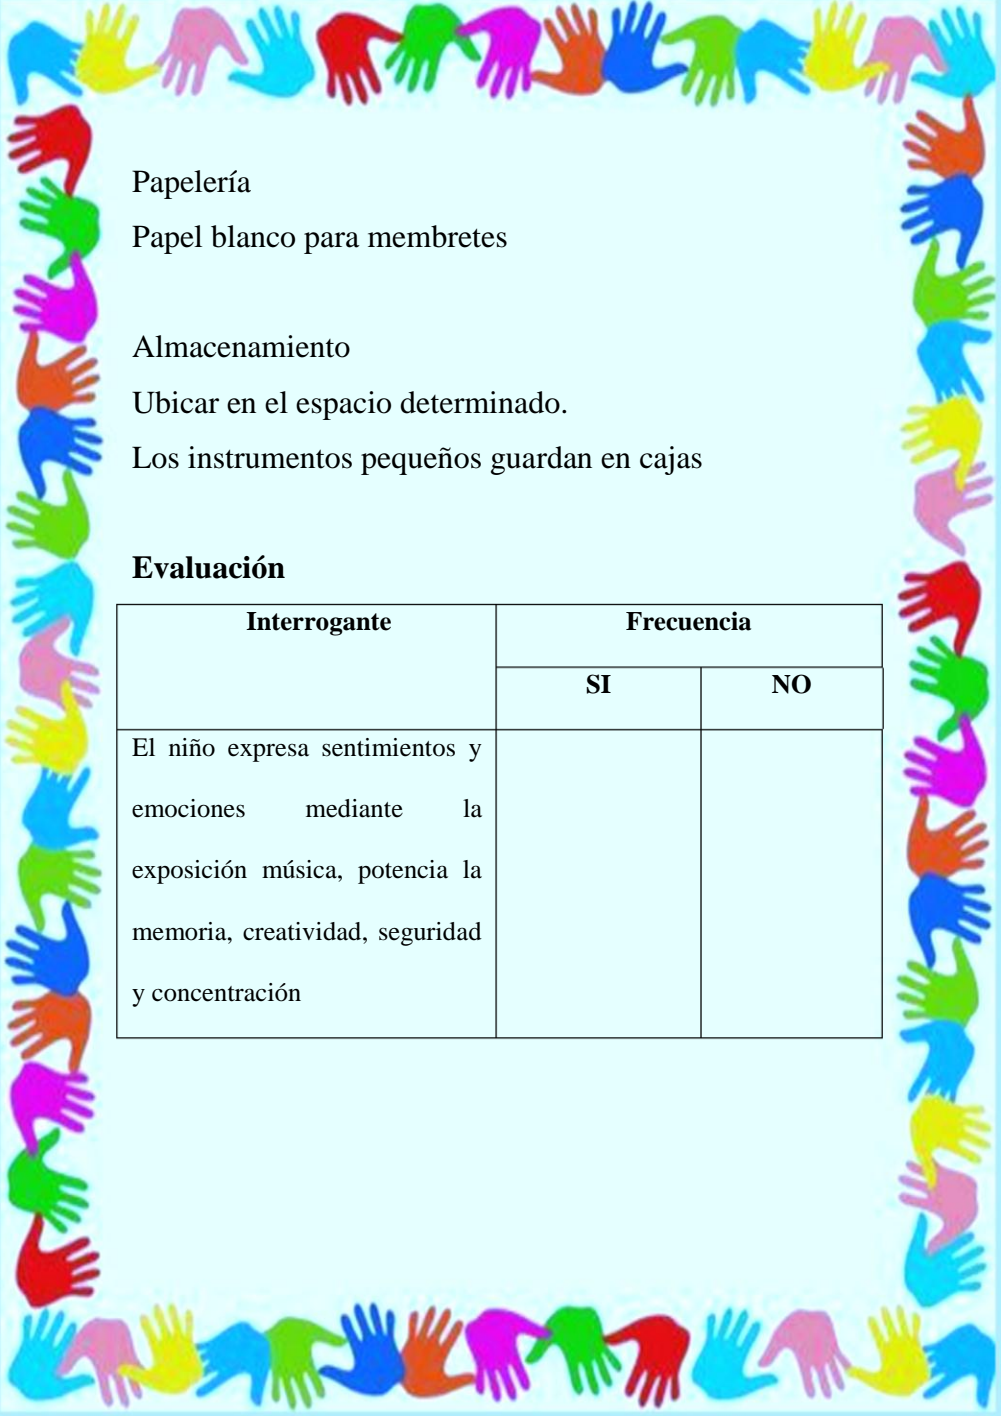 Papelería
Papel blanco para membretes
Almacenamiento
Ubicar en el espacio determinado.
Los instrumentos pequeños guardan en cajas
Evaluación
Interrogante
Frecuencia
SI
NO
El niño expresa sentimientos y
emociones mediante la
exposición música, potencia la
memoria, creatividad, seguridad
y concentración